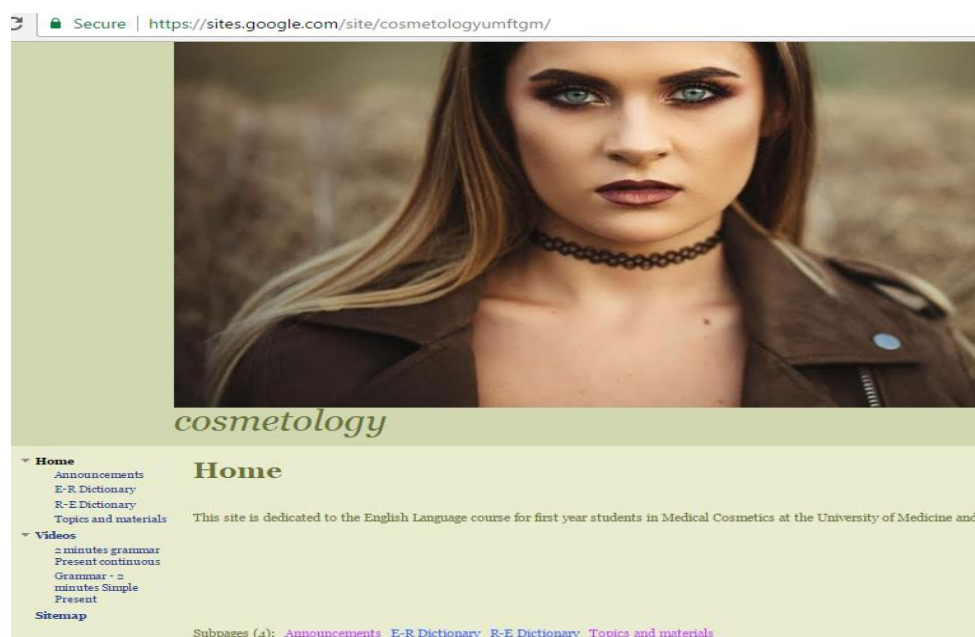 Secure | https://sites.google.com/site/cosmetologyumftgm/
cosmetology
Home
Announcements
E-R Dictionary
R-E Dictionary
Topics and materials
Videos
2 minutes grammar
Present continuous
Grammar - 2
minutes Simple
Present
Sitemap
Home
This site is dedicated to the English Language course for first year students in Medical Cosmetics at the University of Medicine and
Subpages (4): Announcements E-R Dictionary R-E Dictionary Topics and materials